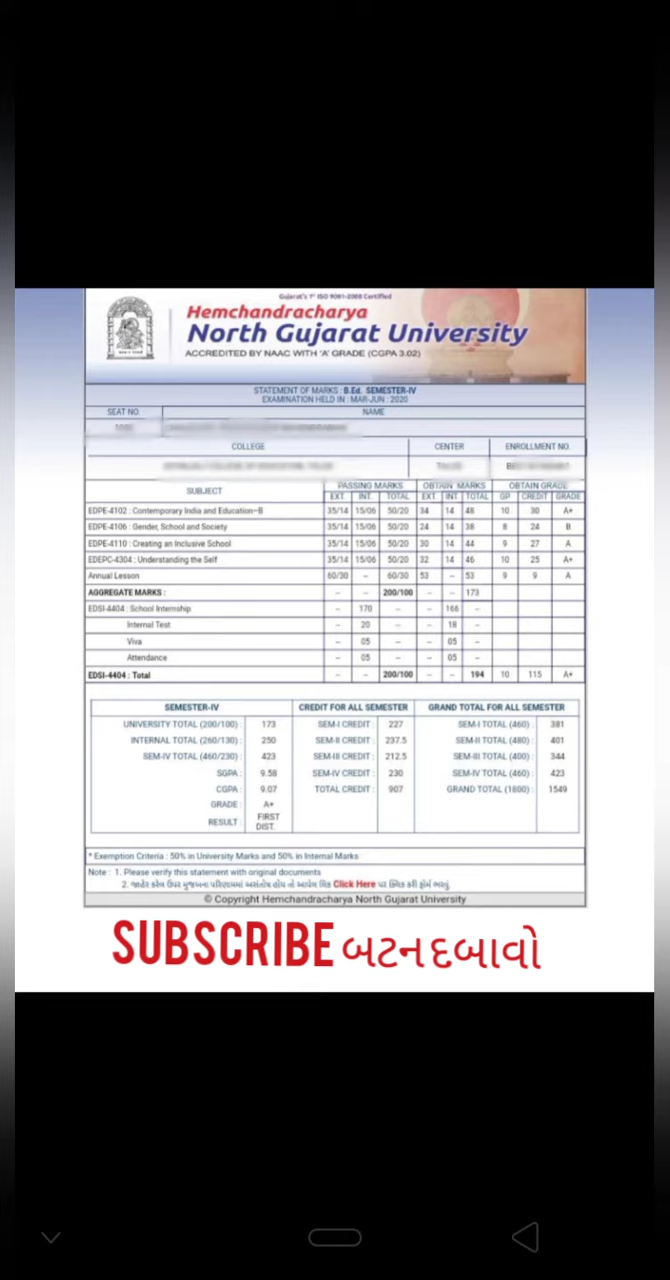 Gujarat's 1st ISO 9001-2008 Certified
Hemchandracharya
North Gujarat University
ACCREDITED BY NAAC WITH 'A' GRADE (CGPA 3.02)
STATEMENT OF MARKS : B.Ed. SEMESTER-IV
EXAMINATION HELD IN : MAR-JUN : 2020
SEAT NO. NAME
COLLEGE CENTER ENROLLMENT NO.
SUBJECT PASSING MARKS OBTAIN MARKS OBTAIN GRADE
EXT. INT. TOTAL EXT INT TOTAL GP CREDIT GRADE
EDPE-4102 : Contemporary India and Education-B 35/14 15/06 50/20 34 14 48 10 30 A+
EDPE-4106 : Gender, School and Society 35/14 15/06 50/20 24 14 38 8 24 B
EDPE-4110 : Creating an Inclusive School 35/14 15/06 50/20 30 14 44 9 27 A
EDEPC-4304 : Understanding the Self 35/14 15/06 50/20 32 14 46 10 25 A+
Annual Lesson 60/30 -- 60/30 53 -- 53 9 9 A
AGGREGATE MARKS : -- -- 200/100 -- -- 173
EDSI-4404 : School Internship -- 170 -- -- 166 --
Internal Test -- 20 -- -- 18 --
Viva -- 05 -- -- 05 --
Attendance -- 05 -- -- 05 --
EDSI-4404 : Total -- -- 200/100 -- -- 194 10 115 A+
SEMESTER-IV CREDIT FOR ALL SEMESTER GRAND TOTAL FOR ALL SEMESTER
UNIVERSITY TOTAL (200/100) : 173 SEM-I CREDIT : 227 SEM-I TOTAL (460) : 381
INTERNAL TOTAL (260/130) : 250 SEM-II CREDIT : 237.5 SEM-II TOTAL (480) : 401
SEM-IV TOTAL (460/230) : 423 SEM-III CREDIT : 212.5 SEM-III TOTAL (400) : 344
SGPA : 9.58 SEM-IV CREDIT : 230 SEM-IV TOTAL (460) : 423
CGPA : 9.07 TOTAL CREDIT : 907 GRAND TOTAL (1800) : 1549
GRADE : A+
RESULT : FIRST DIST.
* Exemption Criteria : 50% in University Marks and 50% in Internal Marks
Note : 1. Please verify this statement with original documents
2. જાહેર કરેલ ઉપર મુજબના પરિણામમાં અસંતોષ હોય તો આપેલ લિંક Click Here પર ક્લિક કરી ફોર્મ ભરવું
© Copyright Hemchandracharya North Gujarat University
SUBSCRIBE બટન દબાવો